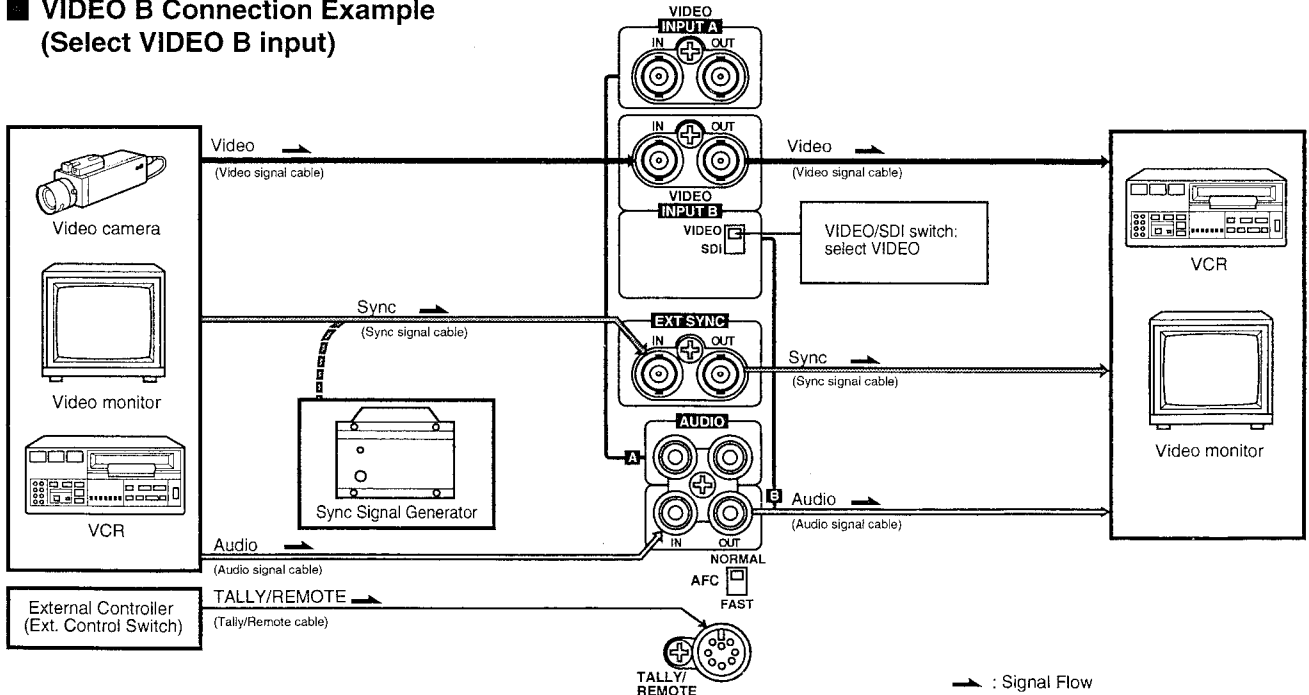 ■ VIDEO B Connection Example
(Select VIDEO B input)
VIDEO
INPUT A
IN OUT
Video
(Video signal cable)
IN OUT
Video
(Video signal cable)
VIDEO
INPUT B
VIDEO
SDI
VIDEO/SDI switch:
select VIDEO
Video camera
VCR
Sync
(Sync signal cable)
EXT SYNC
IN OUT
Sync
(Sync signal cable)
Video monitor
Sync Signal Generator
AUDIO
A
B
Audio
(Audio signal cable)
Video monitor
VCR
Audio
(Audio signal cable)
IN OUT
NORMAL
AFC
FAST
External Controller
(Ext. Control Switch)
TALLY/REMOTE
(Tally/Remote cable)
TALLY/
REMOTE
: Signal Flow